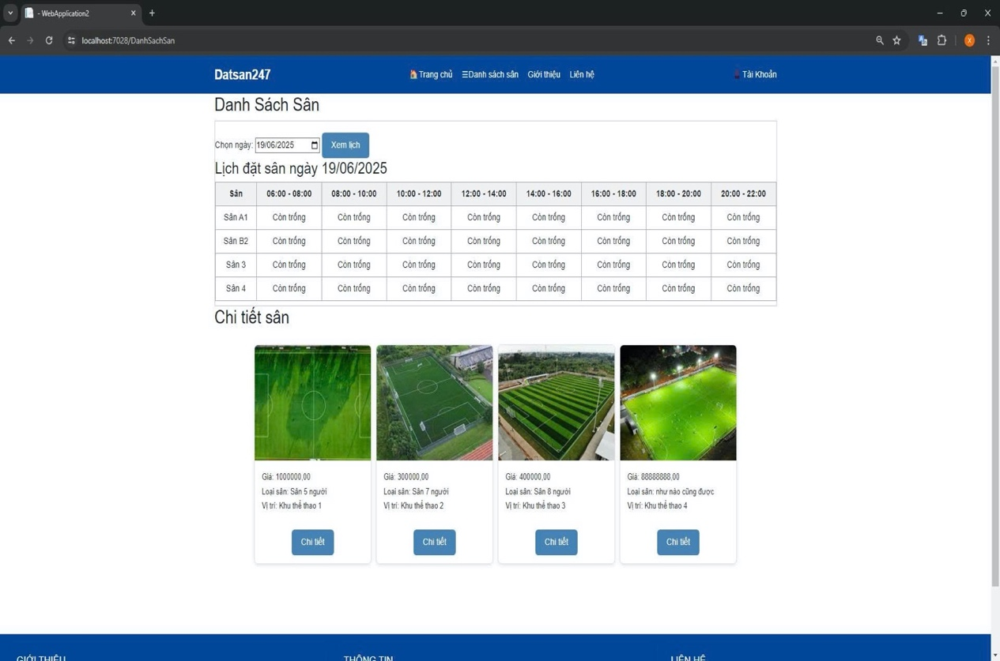 - WebApplication2
localhost:7028/DanhSachSan
X
Datsan247
Trang chủ ☰Danh sách sân Giới thiệu Liên hệ
Tài Khoản
Danh Sách Sân
Chọn ngày: 19/06/2025 Xem lịch
Lịch đặt sân ngày 19/06/2025
Sân 06:00 - 08:00 08:00 - 10:00 10:00 - 12:00 12:00 - 14:00 14:00 - 16:00 16:00 - 18:00 18:00 - 20:00 20:00 - 22:00
Sân A1 Còn trống Còn trống Còn trống Còn trống Còn trống Còn trống Còn trống Còn trống
Sân B2 Còn trống Còn trống Còn trống Còn trống Còn trống Còn trống Còn trống Còn trống
Sân 3 Còn trống Còn trống Còn trống Còn trống Còn trống Còn trống Còn trống Còn trống
Sân 4 Còn trống Còn trống Còn trống Còn trống Còn trống Còn trống Còn trống Còn trống
Chi tiết sân
Giá: 1000000,00
Loại sân: Sân 5 người
Vị trí: Khu thể thao 1
Chi tiết
Giá: 300000,00
Loại sân: Sân 7 người
Vị trí: Khu thể thao 2
Chi tiết
Giá: 400000,00
Loại sân: Sân 8 người
Vị trí: Khu thể thao 3
Chi tiết
Giá: 88888888,00
Loại sân: như nào cũng được
Vị trí: Khu thể thao 4
Chi tiết
GIỚI THIỆU THÔNG TIN LIÊN HỆ